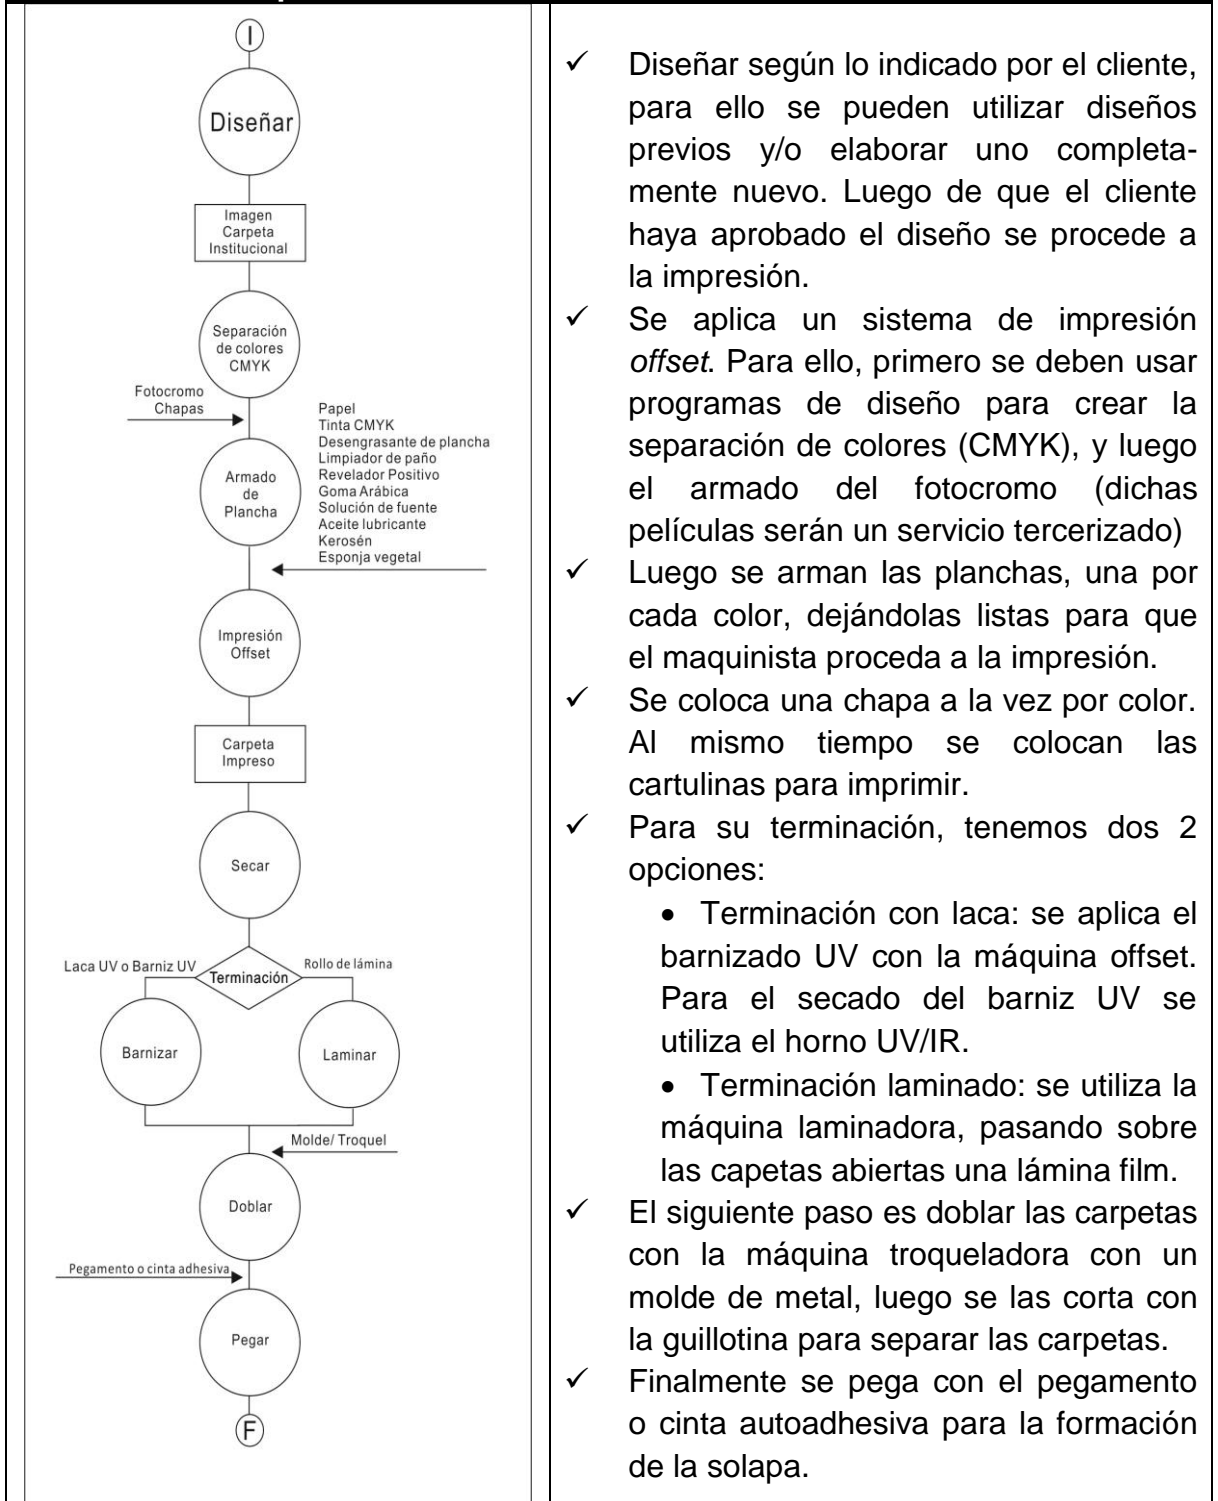 I
Diseñar
Imagen
Carpeta
Institucional
Separación
de colores
CMYK
Fotocromo
Chapas
Papel
Tinta CMYK
Desengrasante de plancha
Limpiador de paño
Revelador Positivo
Goma Arábica
Solución de fuente
Aceite lubricante
Kerosén
Esponja vegetal
Armado
de
Plancha
Impresión
Offset
Carpeta
Impreso
Secar
Laca UV o Barniz UV
Terminación
Rollo de lámina
Barnizar
Laminar
Molde/ Troquel
Doblar
Pegamento o cinta adhesiva
Pegar
F
✓ Diseñar según lo indicado por el cliente,
para ello se pueden utilizar diseños
previos y/o elaborar uno completa-
mente nuevo. Luego de que el cliente
haya aprobado el diseño se procede a
la impresión.
✓ Se aplica un sistema de impresión
offset. Para ello, primero se deben usar
programas de diseño para crear la
separación de colores (CMYK), y luego
el armado del fotocromo (dichas
películas serán un servicio tercerizado)
✓ Luego se arman las planchas, una por
cada color, dejándolas listas para que
el maquinista proceda a la impresión.
✓ Se coloca una chapa a la vez por color.
Al mismo tiempo se colocan las
cartulinas para imprimir.
✓ Para su terminación, tenemos dos 2
opciones:
• Terminación con laca: se aplica el
barnizado UV con la máquina offset.
Para el secado del barniz UV se
utiliza el horno UV/IR.
• Terminación laminado: se utiliza la
máquina laminadora, pasando sobre
las capetas abiertas una lámina film.
✓ El siguiente paso es doblar las carpetas
con la máquina troqueladora con un
molde de metal, luego se las corta con
la guillotina para separar las carpetas.
✓ Finalmente se pega con el pegamento
o cinta autoadhesiva para la formación
de la solapa.